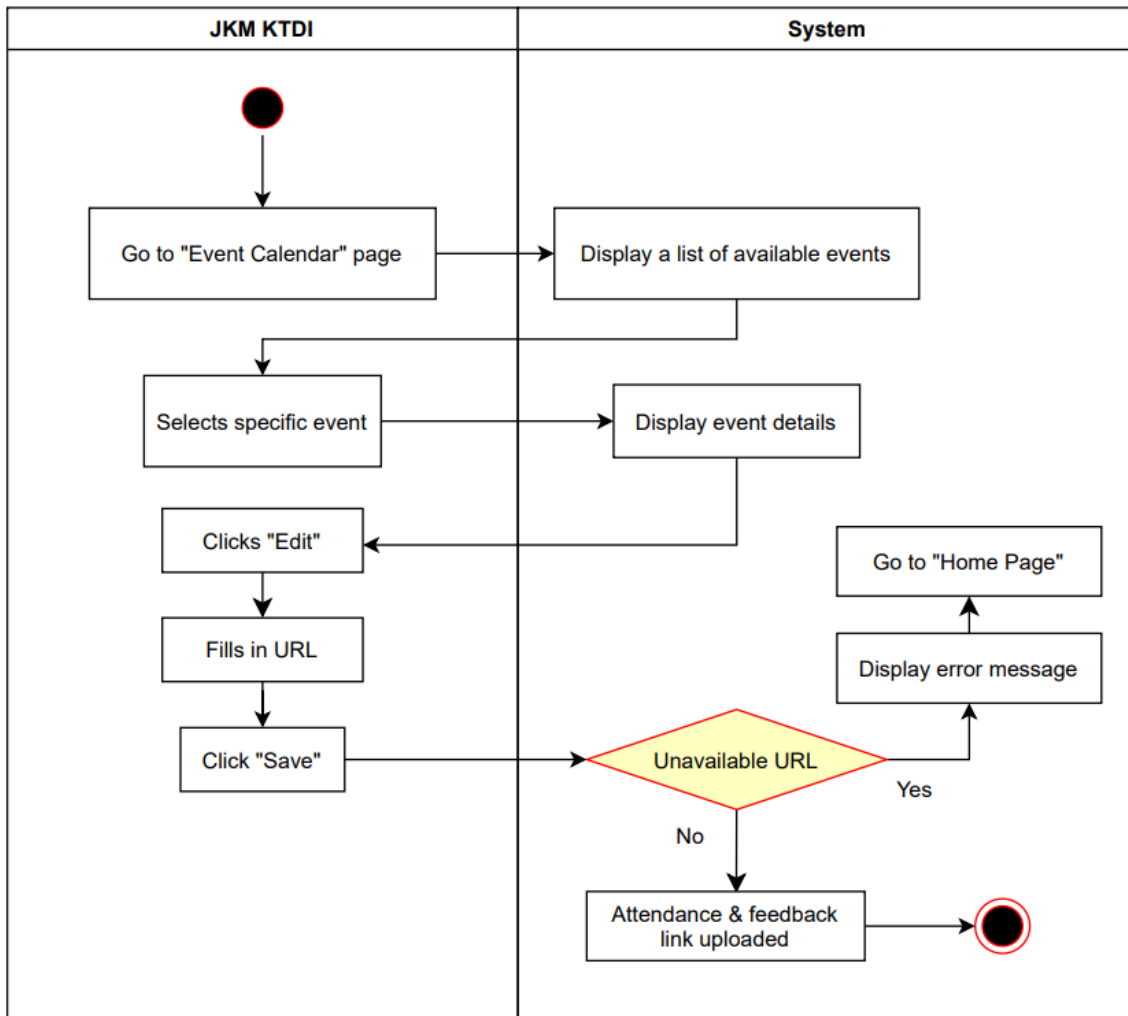 JKM KTDI
System
Go to "Event Calendar" page
Display a list of available events
Selects specific event
Display event details
Clicks "Edit"
Go to "Home Page"
Fills in URL
Display error message
Click "Save"
Unavailable URL
Yes
No
Attendance & feedback
link uploaded